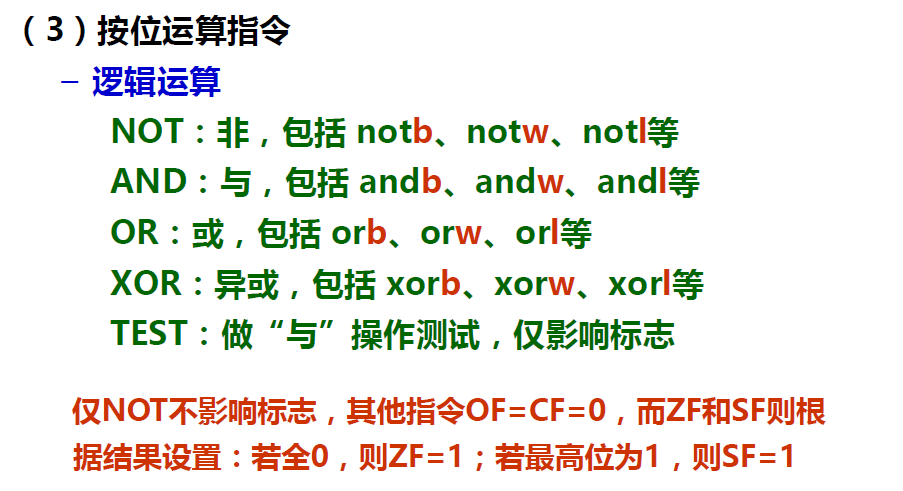 （3）按位运算指令
– 逻辑运算
NOT：非，包括 notb、notw、notl等
AND：与，包括 andb、andw、andl等
OR：或，包括 orb、orw、orl等
XOR：异或，包括 xorb、xorw、xorl等
TEST：做“与”操作测试，仅影响标志
仅NOT不影响标志，其他指令OF=CF=0，而ZF和SF则根
据结果设置：若全0，则ZF=1；若最高位为1，则SF=1